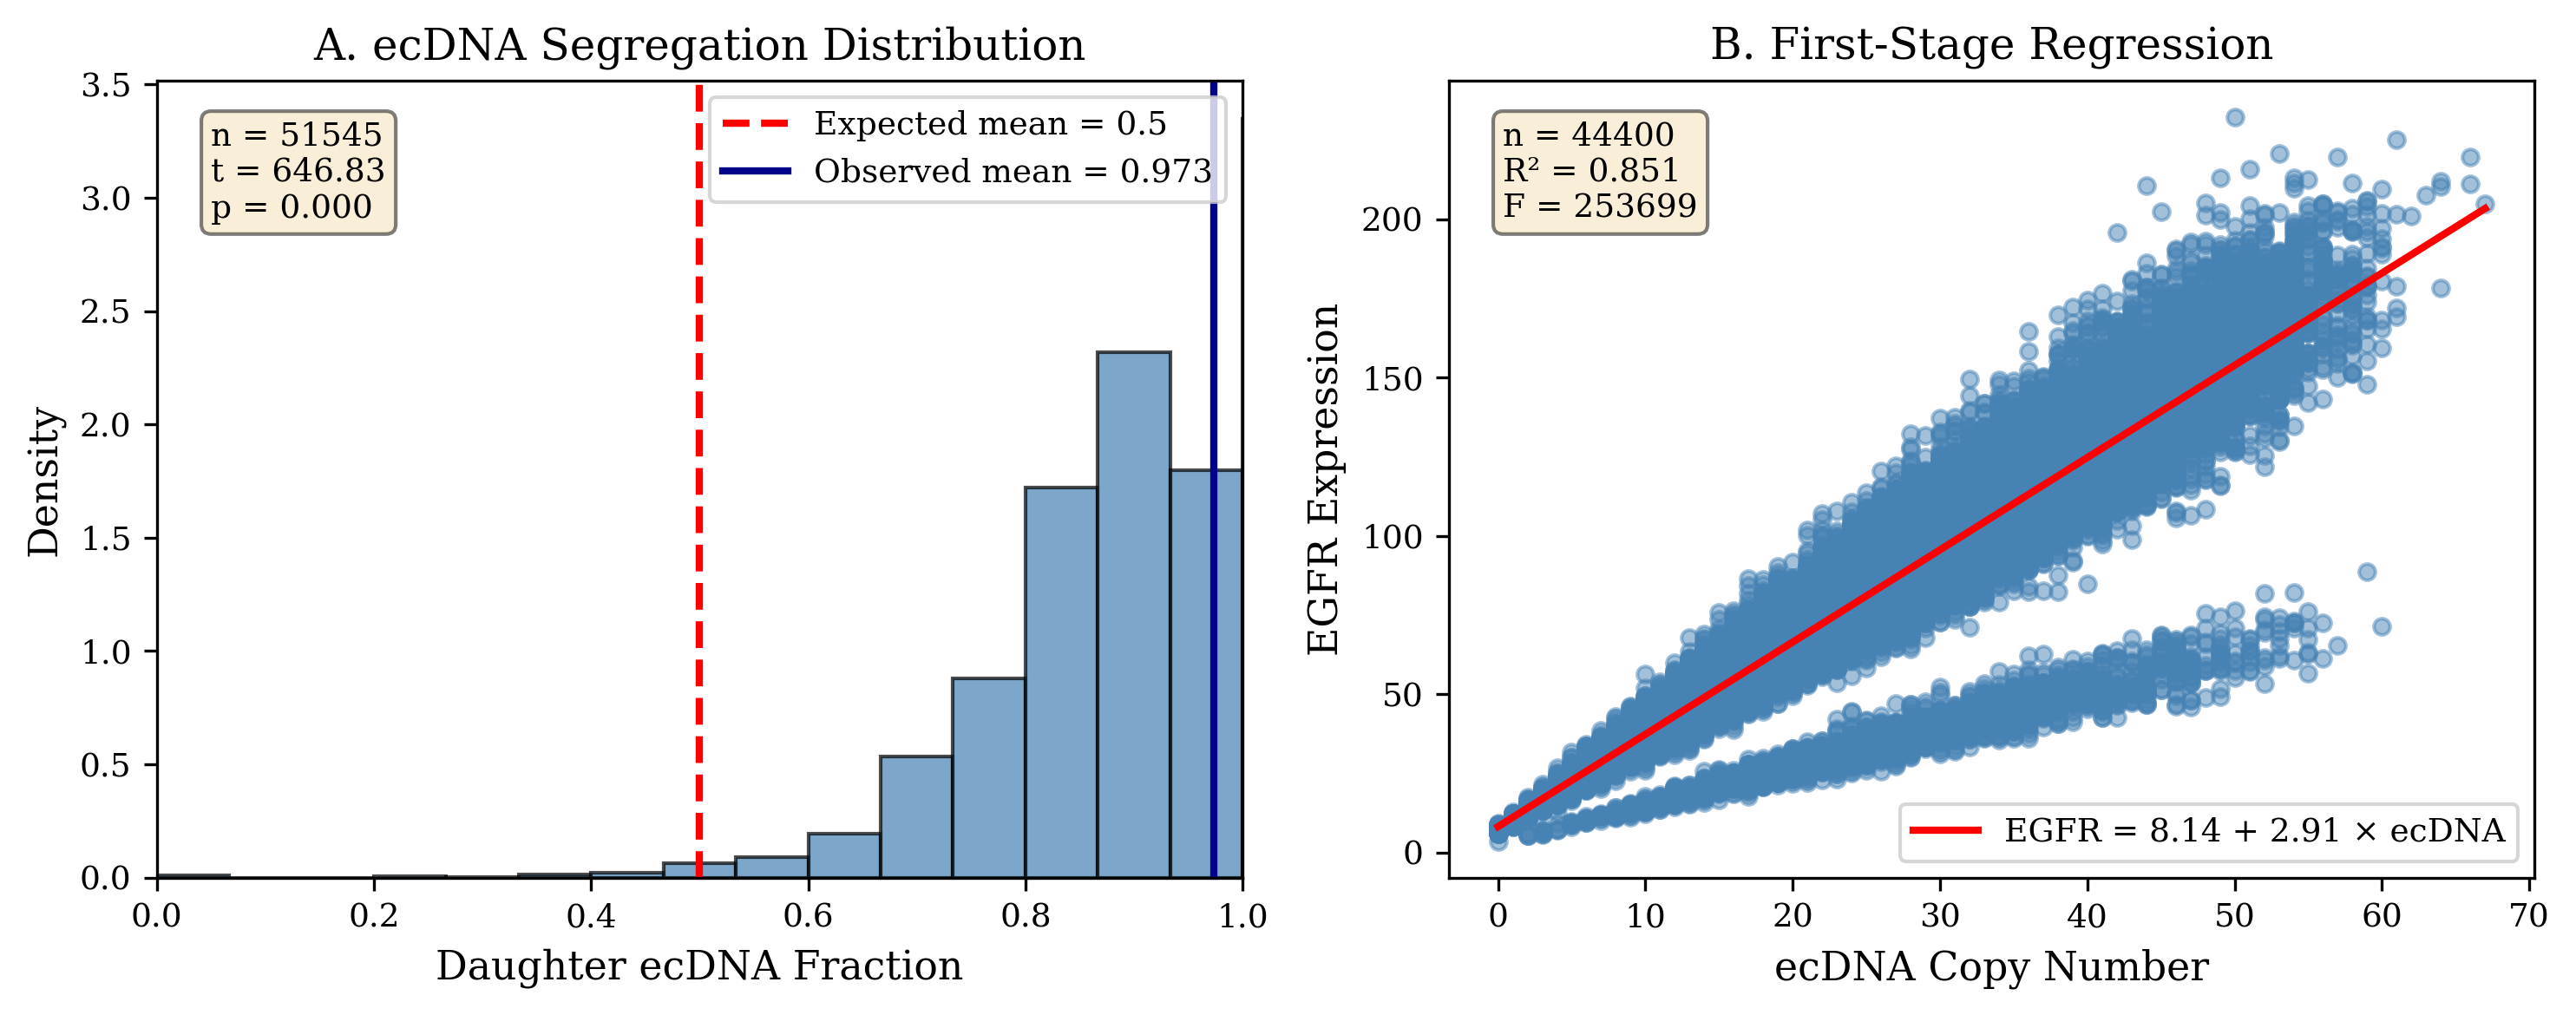 A. ecDNA Segregation Distribution
3.5
3.0
2.5
2.0
1.5
1.0
0.5
0.0
Density
n = 51545
t = 646.83
p = 0.000
Expected mean = 0.5
Observed mean = 0.973
0.0 0.2 0.4 0.6 0.8 1.0
Daughter ecDNA Fraction
B. First-Stage Regression
200
150
100
50
0
EGFR Expression
n = 44400
R² = 0.851
F = 253699
EGFR = 8.14 + 2.91 × ecDNA
0 10 20 30 40 50 60 70
ecDNA Copy Number